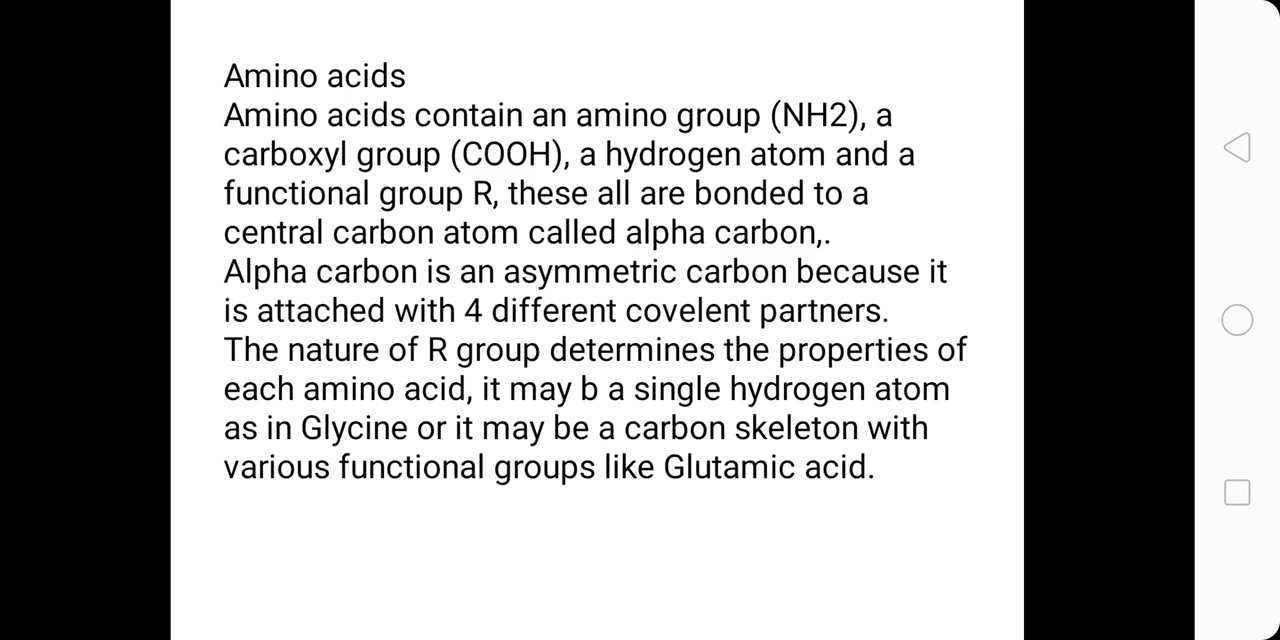 Amino acids
Amino acids contain an amino group (NH2), a
carboxyl group (COOH), a hydrogen atom and a
functional group R, these all are bonded to a
central carbon atom called alpha carbon,.
Alpha carbon is an asymmetric carbon because it
is attached with 4 different covelent partners.
The nature of R group determines the properties of
each amino acid, it may b a single hydrogen atom
as in Glycine or it may be a carbon skeleton with
various functional groups like Glutamic acid.